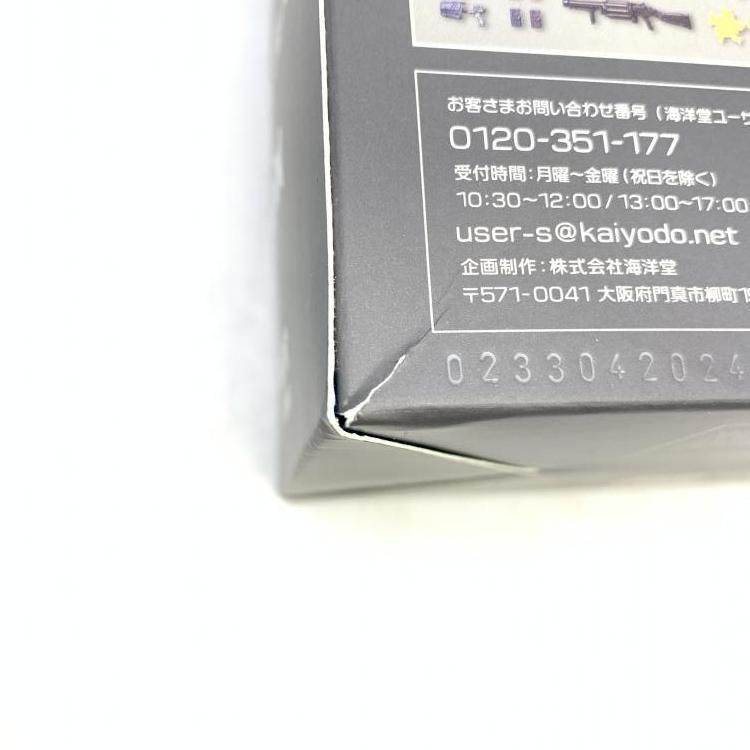 お客さまお問い合わせ番号(海洋堂ユーザ
0120-351-177
受付時間:月曜~金曜(祝日を除く)
10:30~12:00/13:00~17:00
user-s@kaiyodo.net
企画制作:株式会社海洋堂
〒571-0041 大阪府門真市柳町19
0233042024